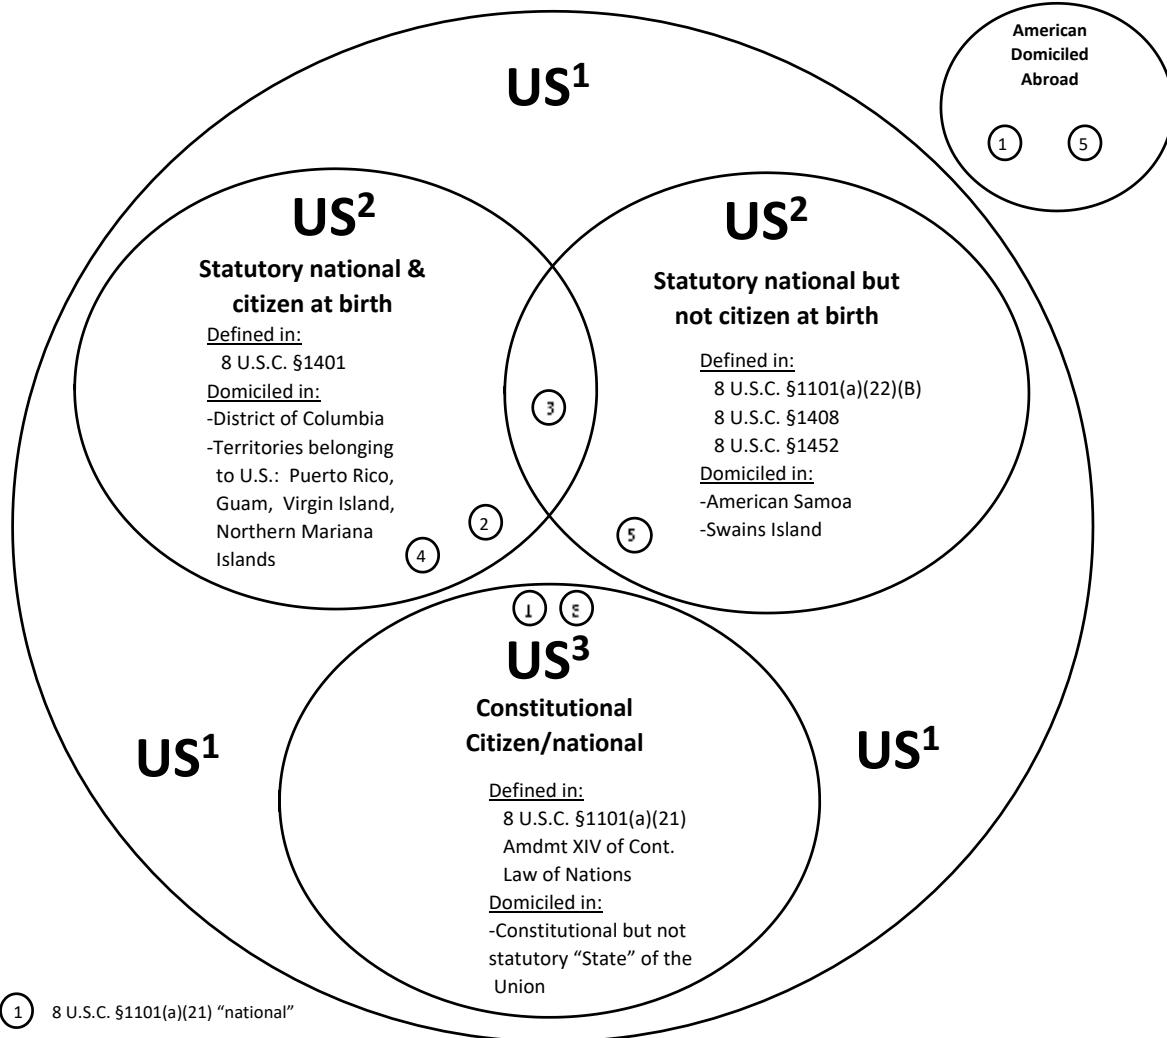 American
Domiciled
Abroad
1 5
US¹
US²
Statutory national &
citizen at birth
Defined in:
8 U.S.C. §1401
Domiciled in:
-District of Columbia
-Territories belonging
to U.S.: Puerto Rico,
Guam, Virgin Island,
Northern Mariana
Islands
2
4
3
US²
Statutory national but
not citizen at birth
Defined in:
8 U.S.C. §1101(a)(22)(B)
8 U.S.C. §1408
8 U.S.C. §1452
Domiciled in:
-American Samoa
-Swains Island
5
1
US³
Constitutional
Citizen/national
Defined in:
8 U.S.C. §1101(a)(21)
Amdmt XIV of Cont.
Law of Nations
Domiciled in:
-Constitutional but not
statutory “State” of the
Union
US¹
US¹
1 8 U.S.C. §1101(a)(21) “national”